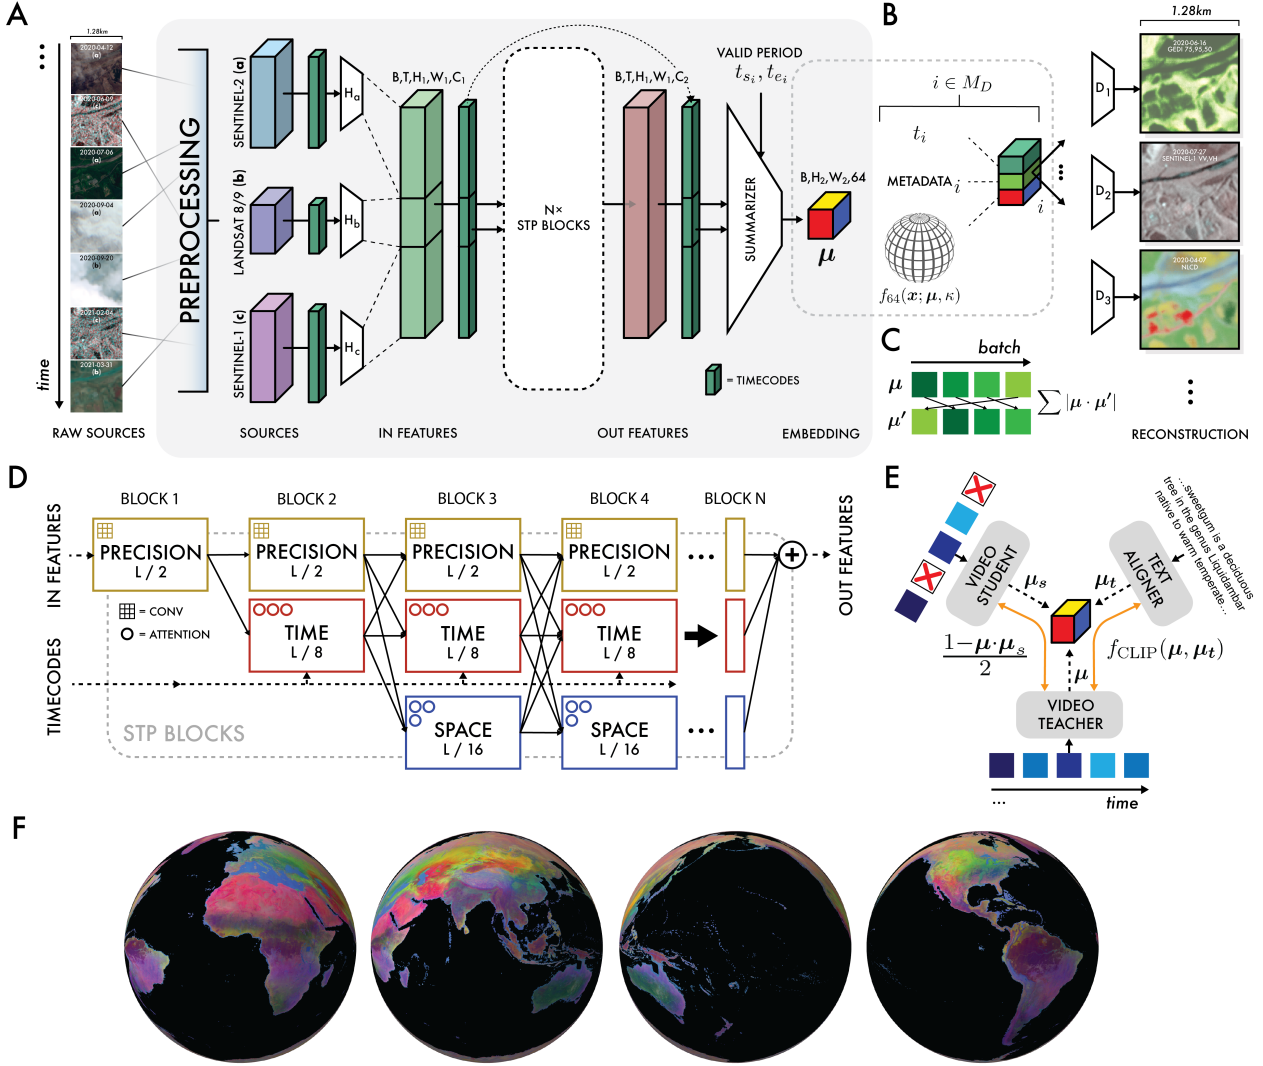 A
1.28km
2020-04-12
(a)
2020-06-09
(c)
2020-07-06
(a)
2020-09-04
(a)
2020-09-20
(b)
2021-02-04
(c)
2021-03-31
(b)
time
RAW SOURCES
PREPROCESSING
SENTINEL-2 (a)
LANDSAT 8/9 (b)
SENTINEL-1 (c)
Ha
Hb
Hc
SOURCES
B,T,H1,W1,C1
IN FEATURES
N×
STP BLOCKS
B,T,H1,W1,C2
OUT FEATURES
VALID PERIOD
t_{s_i}, t_{e_i}
SUMMARIZER
= TIMECODES
B,H2,W2,64
μ
EMBEDDING
B
i ∈ M_D
t_i
METADATA i
f64(x; μ, κ)
i
D1
D2
D3
1.28km
2020-06-16
GEDI 75,95,50
2020-07-27
SENTINEL-1 VV,VH
2020-04-07
NLCD
RECONSTRUCTION
C
batch
μ
μ′
∑ |μ · μ′|
D
IN FEATURES
TIMECODES
BLOCK 1
BLOCK 2
BLOCK 3
BLOCK 4
BLOCK N
PRECISION
L / 2
PRECISION
L / 2
PRECISION
L / 2
PRECISION
L / 2
...
+
OUT FEATURES
= CONV
= ATTENTION
TIME
L / 8
TIME
L / 8
TIME
L / 8
SPACE
L / 16
SPACE
L / 16
...
STP BLOCKS
E
VIDEO
STUDENT
TEXT
ALIGNER
...sweetgum is a deciduous
tree in the genus Liquidambar
native to warm temperate...
μs
μt
1−μ·μs
2
fCLIP(μ, μt)
μ
VIDEO
TEACHER
...
time
F